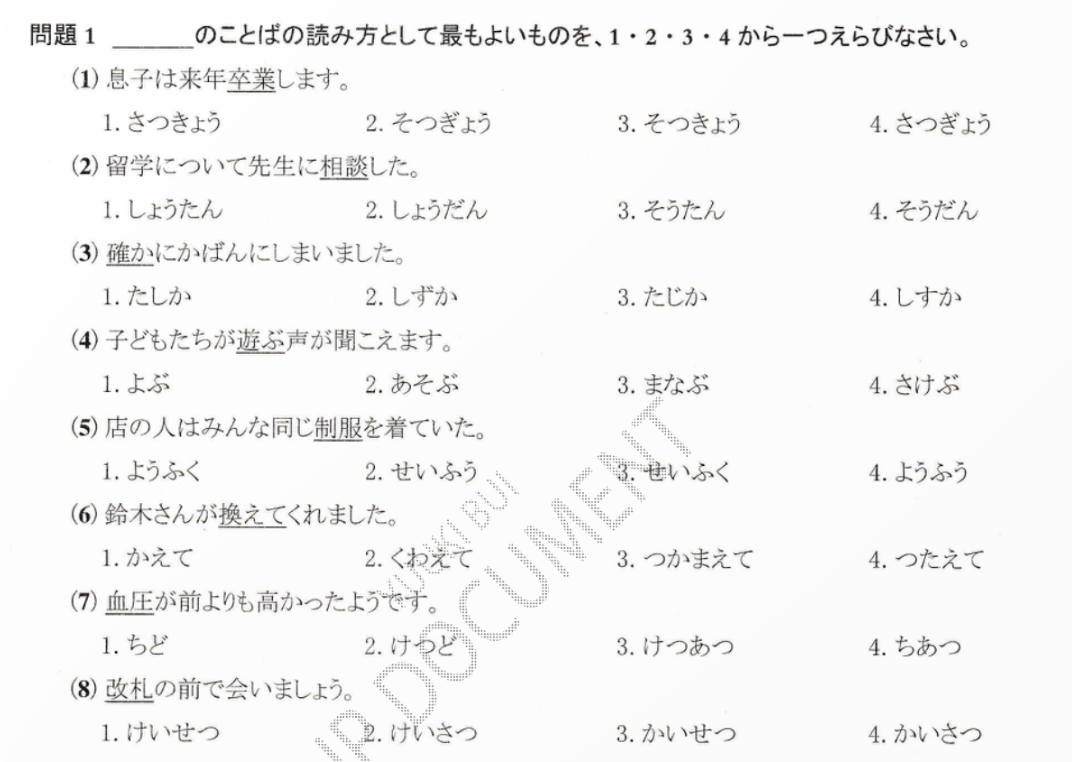 問題1 ______のことばの読み方として最もよいものを、1・2・3・4から一つえらびなさい。
(1) 息子は来年卒業します。
1. さつきょう 2. そつぎょう 3. そつきょう 4. さつぎょう
(2) 留学について先生に相談した。
1. しょうたん 2. しょうだん 3. そうたん 4. そうだん
(3) 確かにかばんにしまいました。
1. たしか 2. しずか 3. たじか 4. しすか
(4) 子どもたちが遊ぶ声が聞こえます。
1. よぶ 2. あそぶ 3. まなぶ 4. さけぶ
(5) 店の人はみんな同じ制服を着ていた。
1. ようふく 2. せいふう 3. せいふく 4. ようふう
(6) 鈴木さんが換えてくれました。
1. かえて 2. くわえて 3. つかまえて 4. つたえて
(7) 血圧が前よりも高かったようです。
1. ちど 2. けつど 3. けつあつ 4. ちあつ
(8) 改札の前で会いましょう。
1. けいせつ 2. けいさつ 3. かいせつ 4. かいさつ
BUI
DOCUMENT